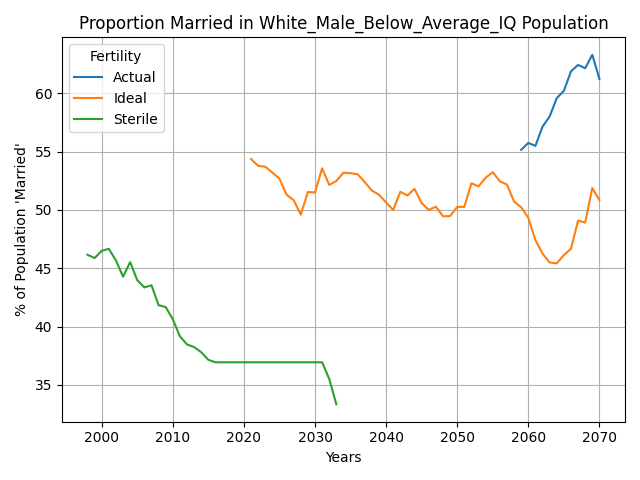 Proportion Married in White_Male_Below_Average_IQ Population
Fertility
Actual
Ideal
Sterile
% of Population 'Married'
60
55
50
45
40
35
2000
2010
2020
2030
2040
2050
2060
2070
Years